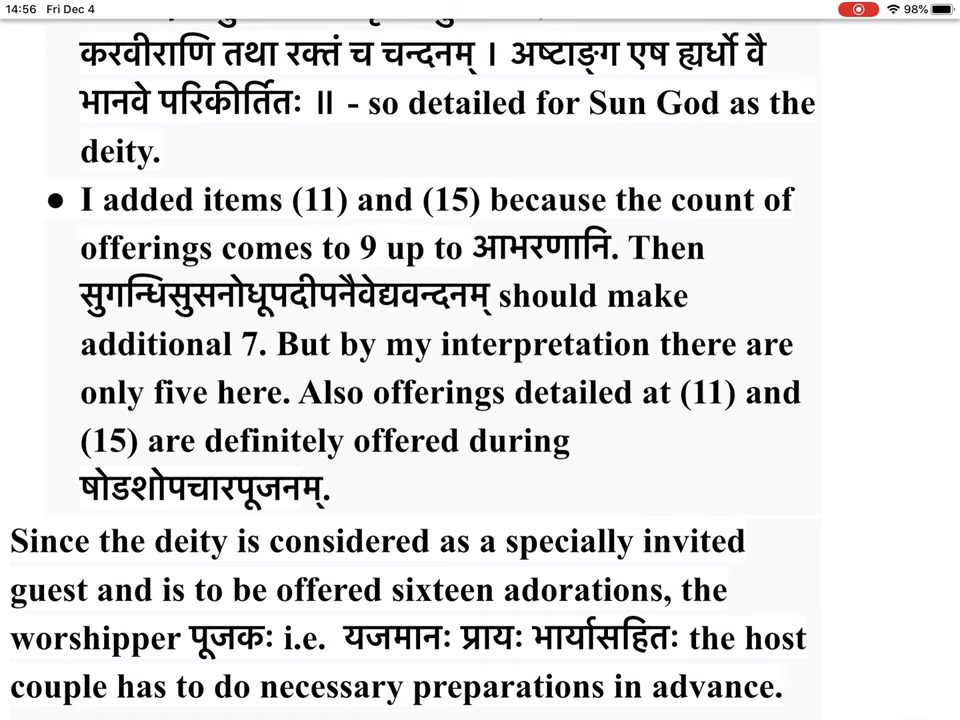 14:56 Fri Dec 4 98%
करवीराणि तथा रक्तं च चन्दनम् । अष्टाङ्ग एष ह्यर्धो वै
भानवे परिकीर्तितः ॥ - so detailed for Sun God as the
deity.
● I added items (11) and (15) because the count of
offerings comes to 9 up to आभरणानि. Then
सुगन्धिसुसनोधूपदीपनैवेद्यवन्दनम् should make
additional 7. But by my interpretation there are
only five here. Also offerings detailed at (11) and
(15) are definitely offered during
षोडशोपचारपूजनम्.
Since the deity is considered as a specially invited
guest and is to be offered sixteen adorations, the
worshipper पूजकः i.e. यजमानः प्रायः भार्यासहितः the host
couple has to do necessary preparations in advance.